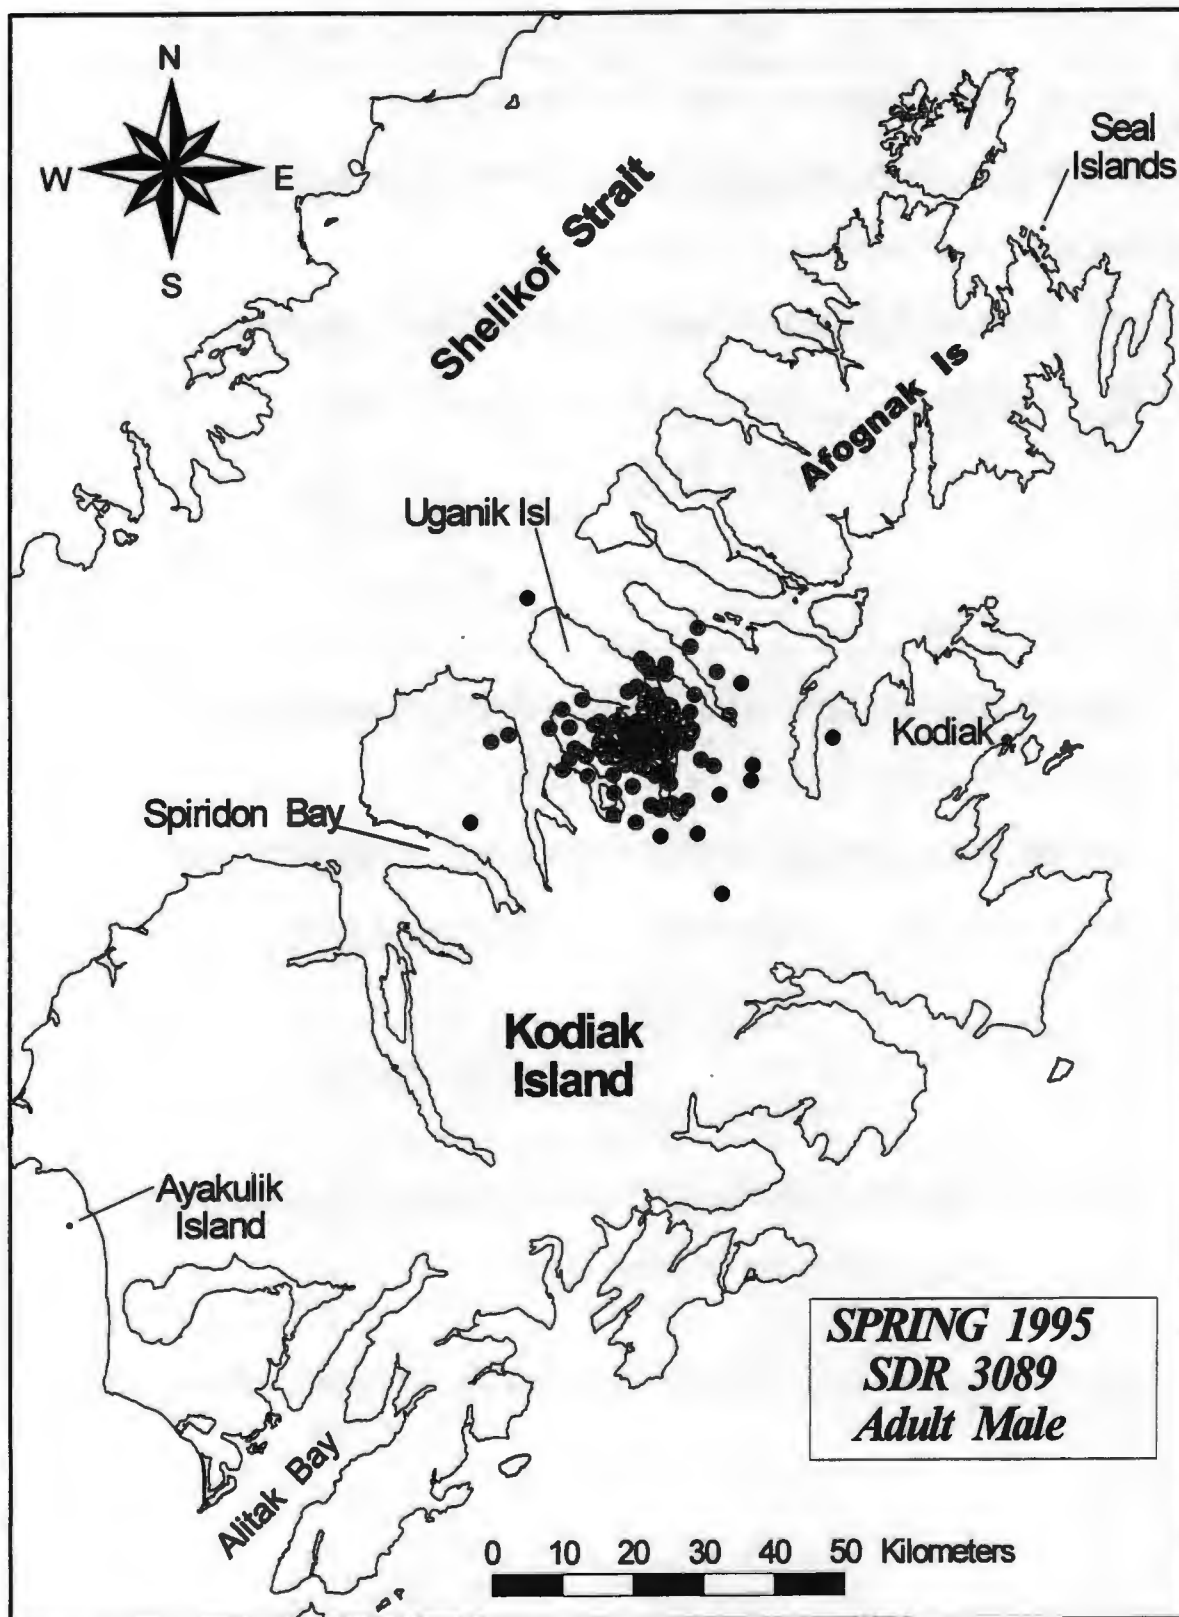 N
W E
S
Seal
Islands
Shelikof Strait
Afognak Is
Uganik Isl
Kodiak
Spiridon Bay
Kodiak
Island
Ayakulik
Island
SPRING 1995
SDR 3089
Adult Male
Alitak Bay
0 10 20 30 40 50 Kilometers